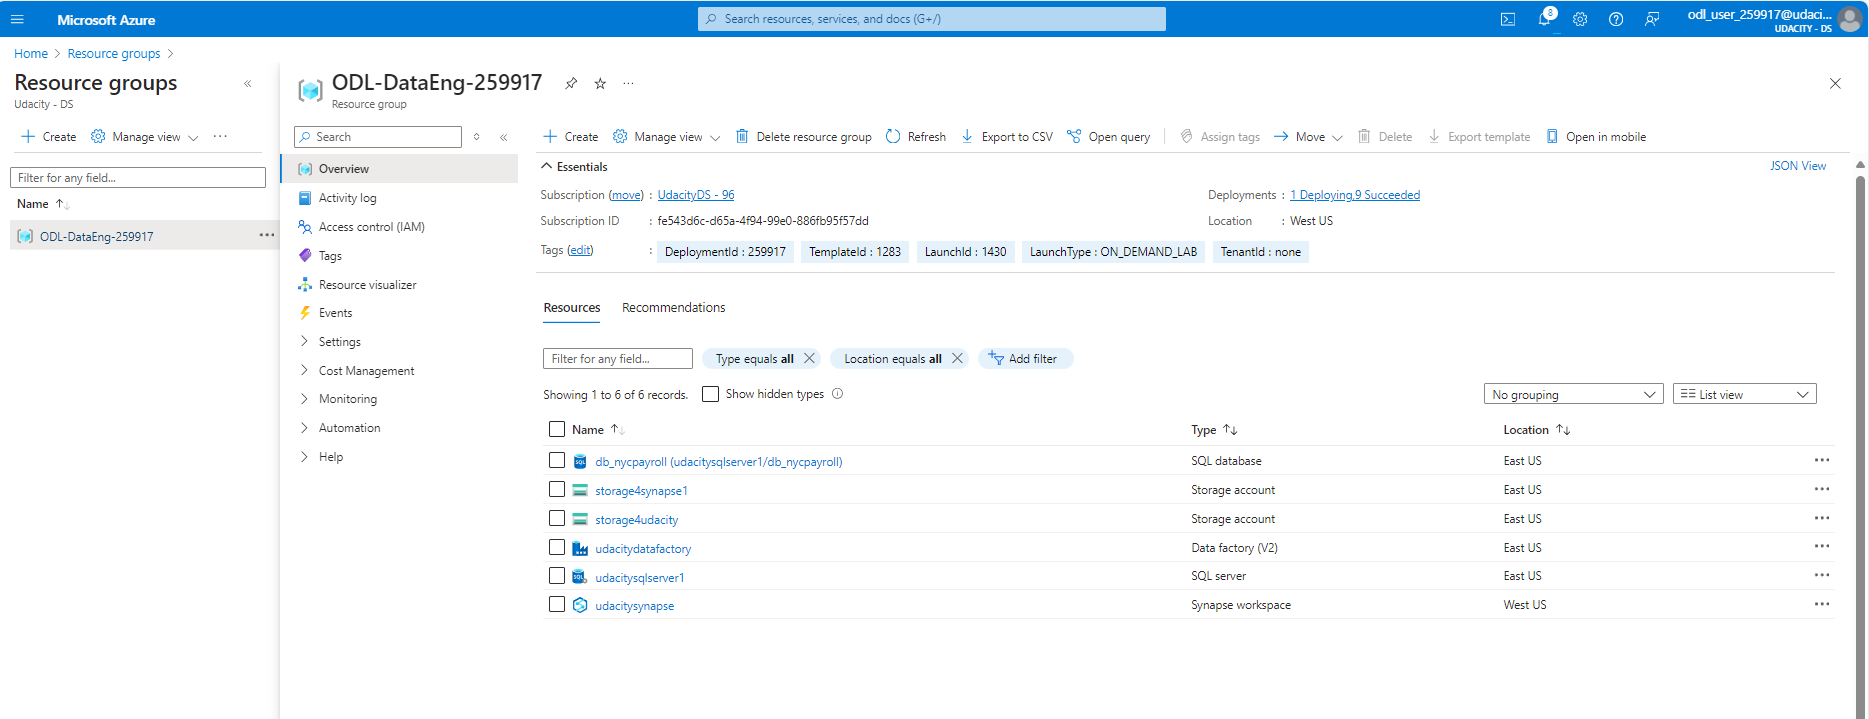 Microsoft Azure
Search resources, services, and docs (G+/)
8
odl_user_259917@udaci...
UDACITY - DS
Home > Resource groups >
Resource groups
Udacity - DS
Create Manage view ...
Filter for any field...
Name
ODL-DataEng-259917 ...
ODL-DataEng-259917 ...
Resource group
Search
Overview
Activity log
Access control (IAM)
Tags
Resource visualizer
Events
Settings
Cost Management
Monitoring
Automation
Help
Create Manage view Delete resource group Refresh Export to CSV Open query Assign tags Move Delete Export template Open in mobile
Essentials JSON View
Subscription (move) : UdacityDS - 96 Deployments : 1 Deploying,9 Succeeded
Subscription ID : fe543d6c-d65a-4f94-99e0-886fb95f57dd Location : West US
Tags (edit) : DeploymentId : 259917 TemplateId : 1283 LaunchId : 1430 LaunchType : ON_DEMAND_LAB TenantId : none
Resources Recommendations
Filter for any field... Type equals all Location equals all Add filter
Showing 1 to 6 of 6 records. Show hidden types No grouping List view
Name Type Location
db_nycpayroll (udacitysqlserver1/db_nycpayroll) SQL database East US ...
storage4synapse1 Storage account East US ...
storage4udacity Storage account East US ...
udacitydatafactory Data factory (V2) East US ...
udacitysqlserver1 SQL server East US ...
udacitysynapse Synapse workspace West US ...